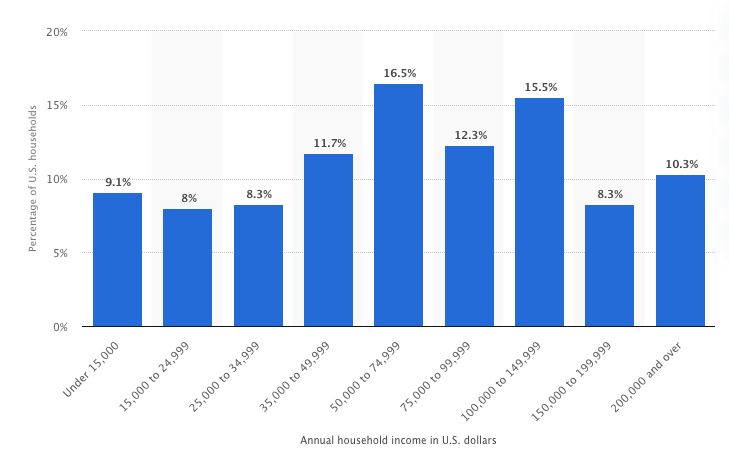 20%
15%
10%
5%
0%
Percentage of U.S. households
9.1%
8%
8.3%
11.7%
16.5%
12.3%
15.5%
8.3%
10.3%
Under 15,000
15,000 to 24,999
25,000 to 34,999
35,000 to 49,999
50,000 to 74,999
75,000 to 99,999
100,000 to 149,999
150,000 to 199,999
200,000 and over
Annual household income in U.S. dollars